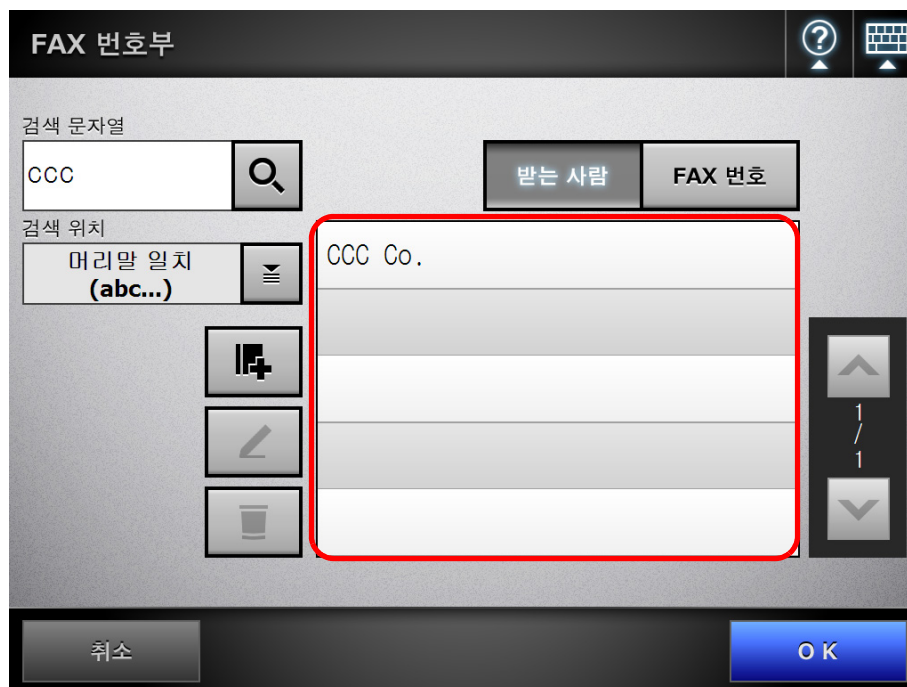 FAX 번호부
?
검색 문자열
CCC
받는 사람
FAX 번호
검색 위치
머리말 일치
(abc...)
CCC Co.
1
/
1
취소
OK